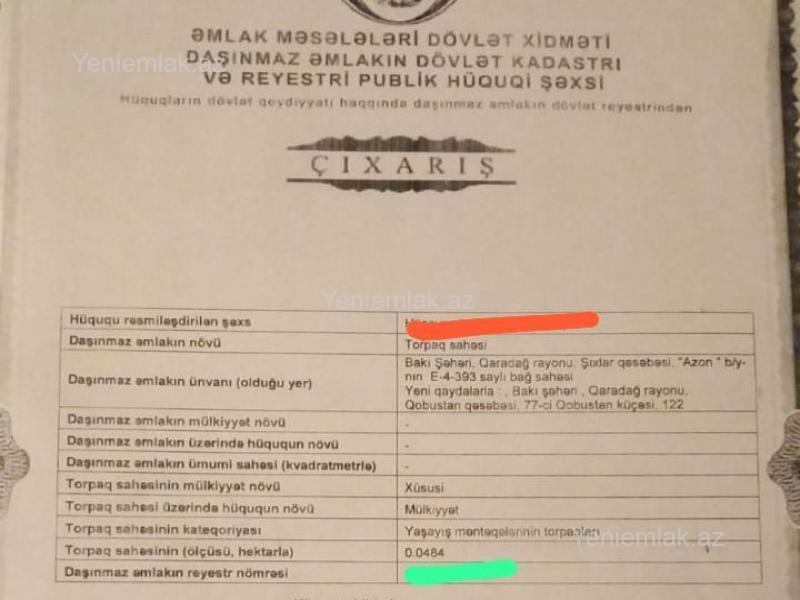 ƏMLAK MƏSƏLƏLƏRİ DÖVLƏT XİDMƏTİ
DAŞINMAZ ƏMLAKIN DÖVLƏT KADASTRI
VƏ REYESTRİ PUBLİK HÜQUQİ ŞƏXSİ
Hüquqların dövlət qeydiyyatı haqqında daşınmaz əmlakın dövlət reyestrindən
ÇIXARIŞ
Hüququ rəsmiləşdirilən şəxs
Daşınmaz əmlakın növü Torpaq sahəsi
Daşınmaz əmlakın ünvanı (olduğu yer) Bakı Şəhəri, Qaradağ rayonu, Şıxlar qəsəbəsi, "Azon " b/y-
nın E-4-393 saylı bağ sahəsi
Yeni qaydalarla : , Bakı şəhəri , Qaradağ rayonu,
Qobustan qəsəbəsi, 77-ci Qobustan küçəsi, 122
Daşınmaz əmlakın mülkiyyət növü -
Daşınmaz əmlakın üzərində hüququn növü -
Daşınmaz əmlakın ümumi sahəsi (kvadratmetrlə) -
Torpaq sahəsinin mülkiyyət növü Xüsusi
Torpaq sahəsi üzərində hüququn növü Mülkiyyət
Torpaq sahəsinin kateqoriyası Yaşayış məntəqələrinin torpaqları
Torpaq sahəsinin (ölçüsü, hektarla) 0.0484
Daşınmaz əmlakın reyestr nömrəsi
Yeniemlak.az
Yeniemlak.az
Yeniemlak.az